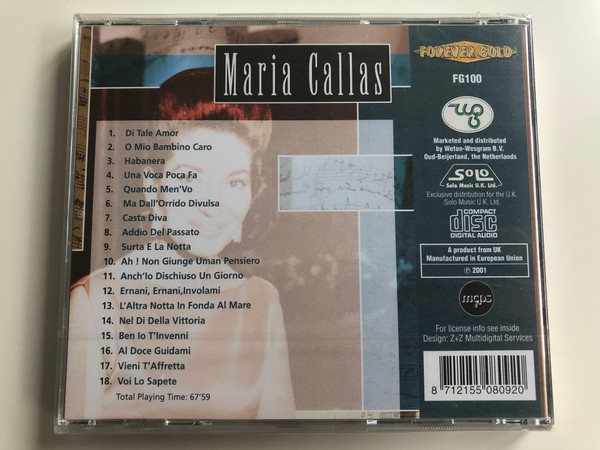 Maria Callas
1. Di Tale Amor
2. O Mio Bambino Caro
3. Habanera
4. Una Voca Poca Fa
5. Quando Men'Vo
6. Ma Dall'Orrido Divulsa
7. Casta Diva
8. Addio Del Passato
9. Surta E La Notta
10. Ah ! Non Giunge Uman Pensiero
11. Anch'Io Dischiuso Un Giorno
12. Ernani, Ernani,Involami
13. L'Altra Notta In Fonda Al Mare
14. Nel Di Della Vittoria
15. Ben Io T'Invenni
16. Al Doce Guidami
17. Vieni T'Affretta
18. Voi Lo Sapete
Total Playing Time: 67'59
FOREVER GOLD
FG100
Marketed and distributed
by Weton-Wesgram B.V.
Oud-Beijerland, the Netherlands
SOLO
Solo Music U.K. Ltd.
Exclusive distribution for the U.K.
Solo Music U.K. Ltd.
COMPACT
disc
DIGITAL AUDIO
A product from UK
Manufactured in European Union
℗ 2001
mcps
For license info see inside
Design: Z+Z Multidigital Services
8 712155 080920